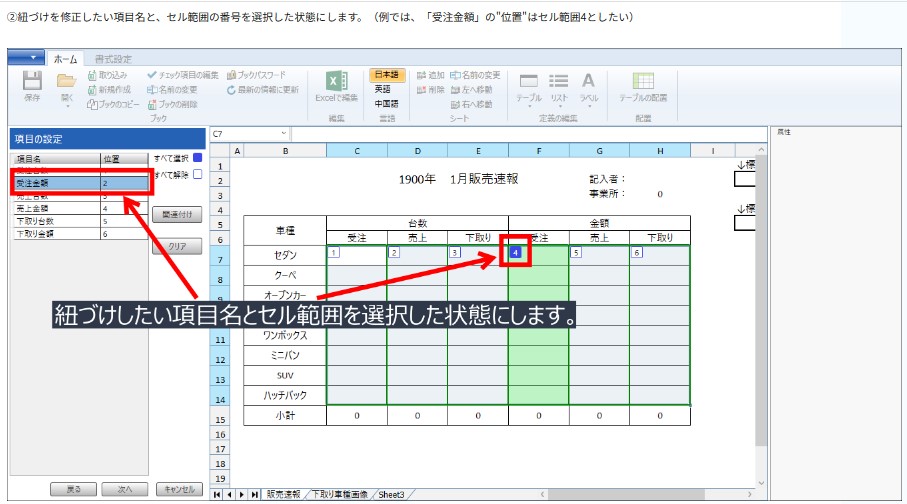 ②紐づけを修正したい項目名と、セル範囲の番号を選択した状態にします。（例では、「受注金額」の"位置"はセル範囲4としたい）
ホーム 書式設定
保存 開く 取り込み 新規作成 ブックのコピー チェック項目の編集 名前の変更 ブックの削除 ブックパスワード 最新の情報に更新
ブック
Excelで編集
編集
日本語 英語 中国語
言語
追加 削除 名前の変更 左へ移動 右へ移動
シート
テーブル リスト ラベル
定義の編集
テーブルの配置
配置
項目の設定
項目名 位置
受注金額 2
売上台数 3
売上金額 4
下取り台数 5
下取り金額 6
すべて選択
すべて解除
関連付け
クリア
C7
属性
A B C D E F G H I
1 ↓標
2 1900年 1月販売速報 記入者：
3 事業所： 0
4 ↓標
5 車種 台数 金額
6 受注 売上 下取り 受注 売上 下取り
7 セダン 1 2 3 4 5 6
8 クーペ
9 オープンカー
紐づけしたい項目名とセル範囲を選択した状態にします。
11 ワンボックス
12 ミニバン
13 SUV
14 ハッチバック
15 小計 0 0 0 0 0 0
16
17
18
19
戻る 次へ キャンセル
販売速報 下取り車種画像 Sheet3